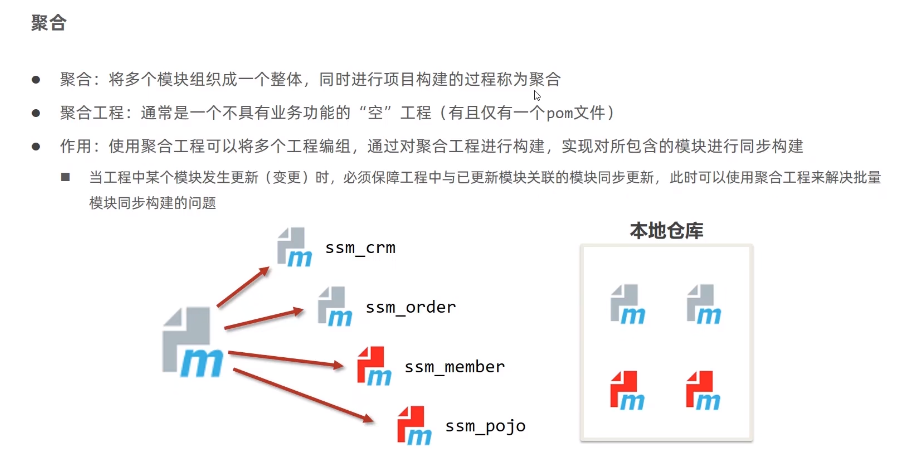 聚合
聚合：将多个模块组织成一个整体，同时进行项目构建的过程称为聚合
聚合工程：通常是一个不具有业务功能的“空”工程（有且仅有一个pom文件）
作用：使用聚合工程可以将多个工程编组，通过对聚合工程进行构建，实现对所包含的模块进行同步构建
当工程中某个模块发生更新（变更）时，必须保障工程中与已更新模块关联的模块同步更新，此时可以使用聚合工程来解决批量
模块同步构建的问题
本地仓库
m ssm_crm
m ssm_order
m
m ssm_member
m ssm_pojo
m m
m m